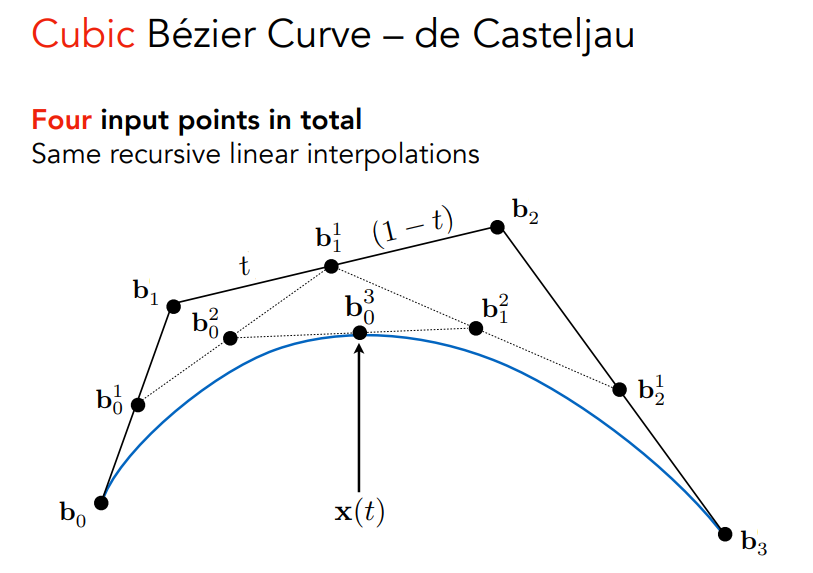 Cubic Bézier Curve – de Casteljau
Four input points in total
Same recursive linear interpolations
b₂
(1 − t)
b₁¹
t
b₁
b₀³
b₁²
b₀²
b₂¹
b₀¹
b₀
x(t)
b₃